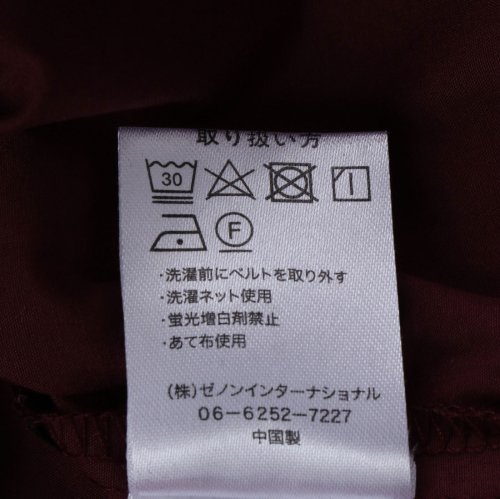 取り扱い方
30
F
・洗濯前にベルトを取り外す
・洗濯ネット使用
・蛍光増白剤禁止
・あて布使用
（株）ゼノンインターナショナル
06-6252-7227
中国製